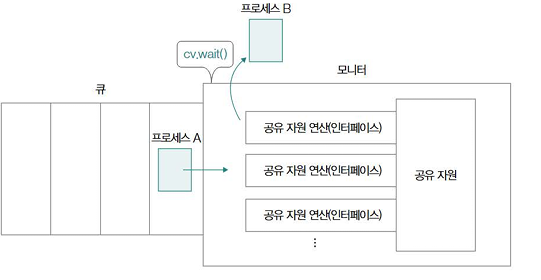 프로세스 B
cv.wait()
모니터
큐
프로세스 A
공유 자원 연산(인터페이스)
공유 자원 연산(인터페이스)
공유 자원 연산(인터페이스)
⋮
공유 자원